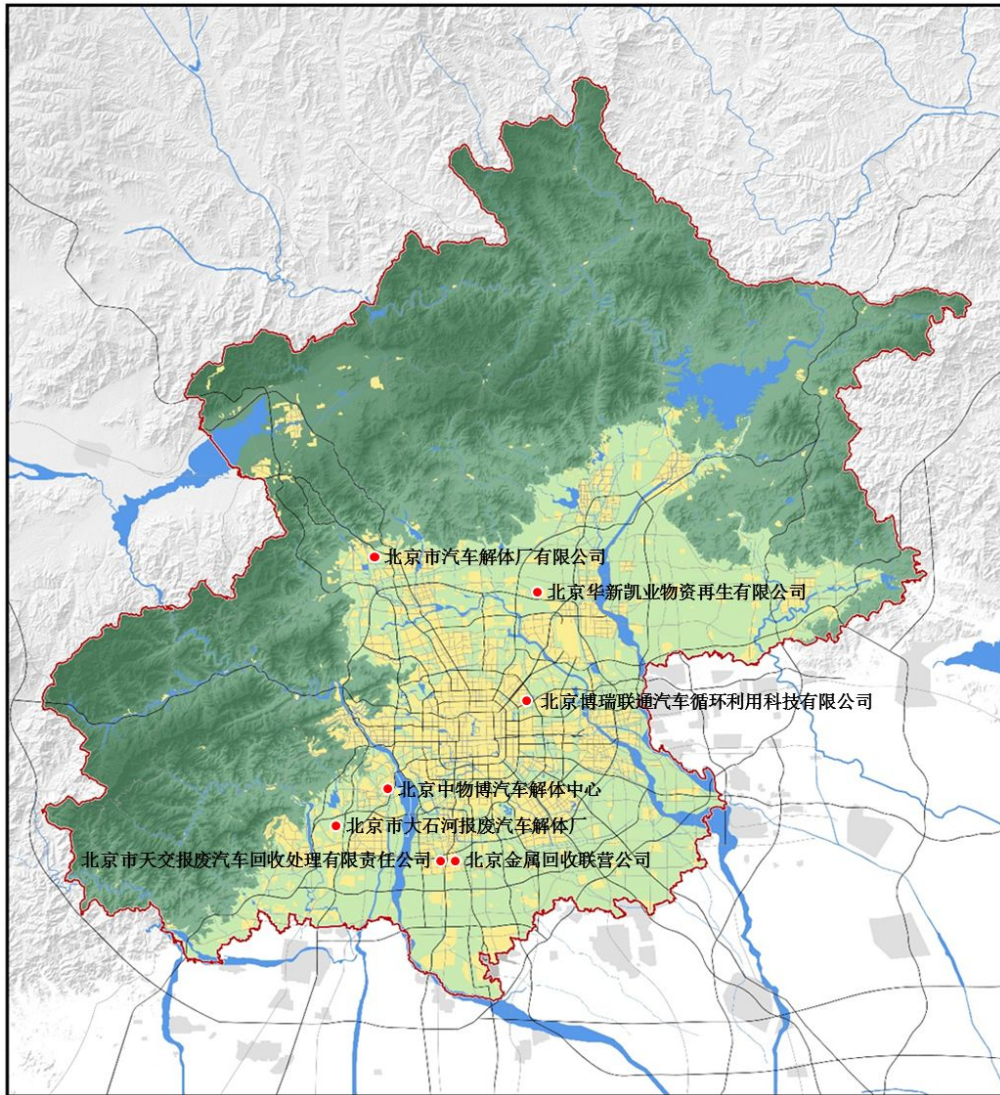 北京市汽车解体厂有限公司
北京华新凯业物资再生有限公司
北京博瑞联通汽车循环利用科技有限公司
北京中物博汽车解体中心
北京市大石河报废汽车解体厂
北京市天交报废汽车回收处理有限责任公司
北京金属回收联营公司